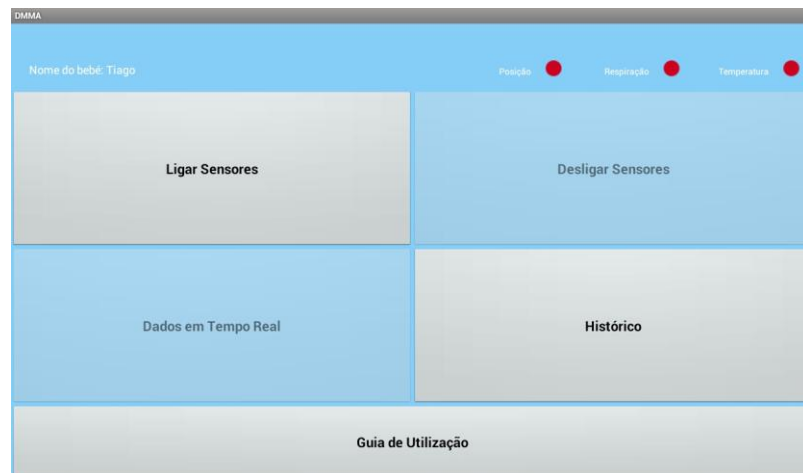 DMMA
Nome do bebé: Tiago
Posição
Respiração
Temperatura
Ligar Sensores
Desligar Sensores
Dados em Tempo Real
Histórico
Guia de Utilização